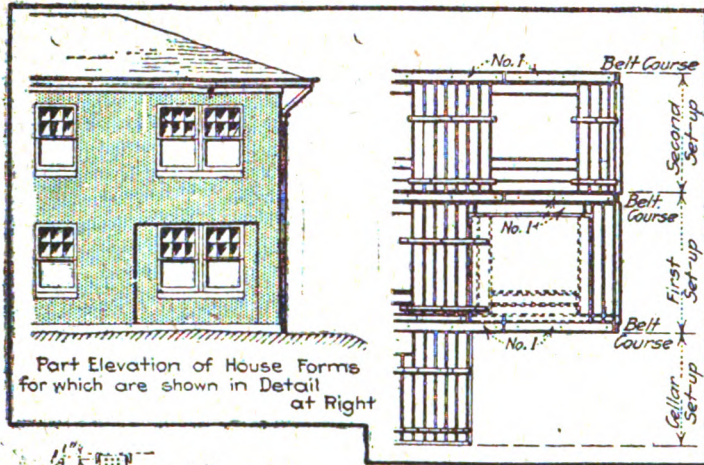 No. 1
Belt Course
Second
Set-up
Belt
Course
No. 1
First
Set-up
Belt
Course
No. 1
Cellar
Set-up
Part Elevation of House Forms
for which are shown in Detail
at Right